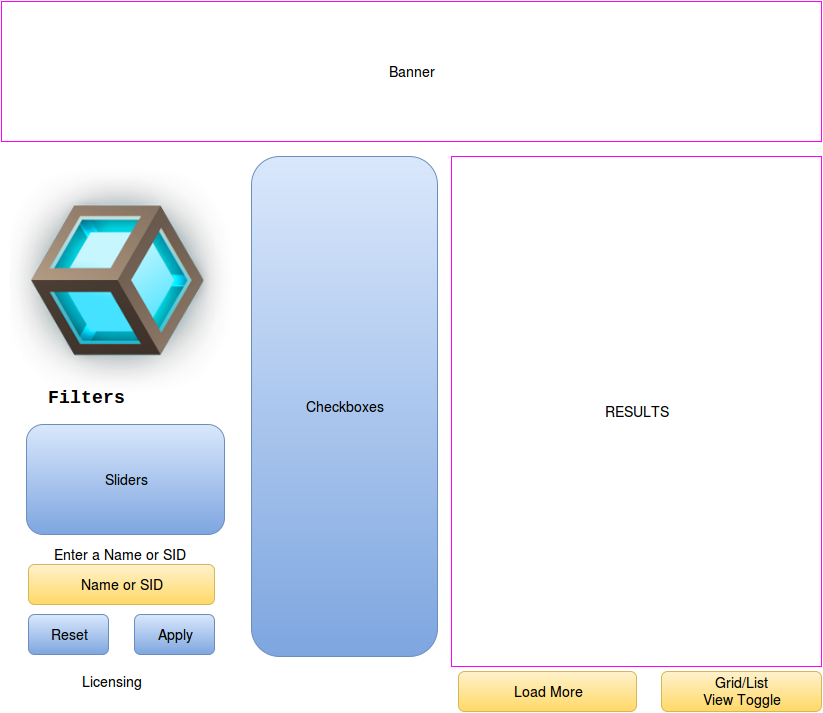 Banner
Filters
Sliders
Enter a Name or SID
Name or SID
Reset
Apply
Licensing
Checkboxes
RESULTS
Load More
Grid/List
View Toggle